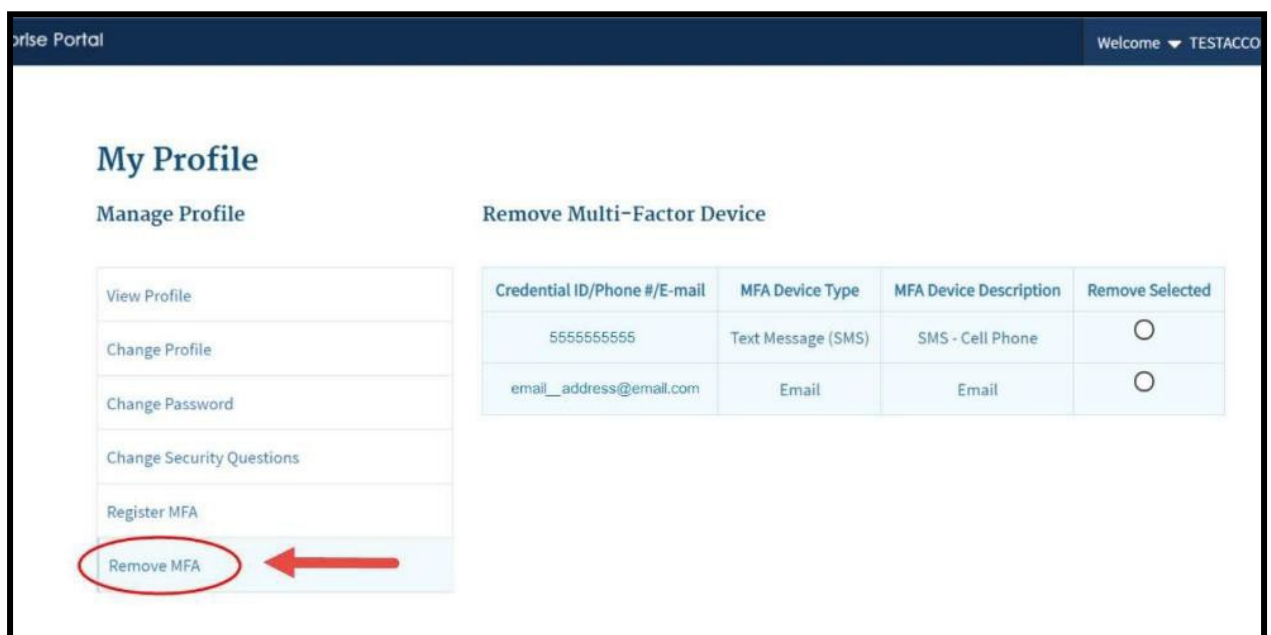 orise Portal
Welcome TESTACCO
My Profile
Manage Profile
Remove Multi-Factor Device
View Profile
Change Profile
Change Password
Change Security Questions
Register MFA
Remove MFA
Credential ID/Phone #/E-mail MFA Device Type MFA Device Description Remove Selected
5555555555 Text Message (SMS) SMS - Cell Phone
email__address@email.com Email Email